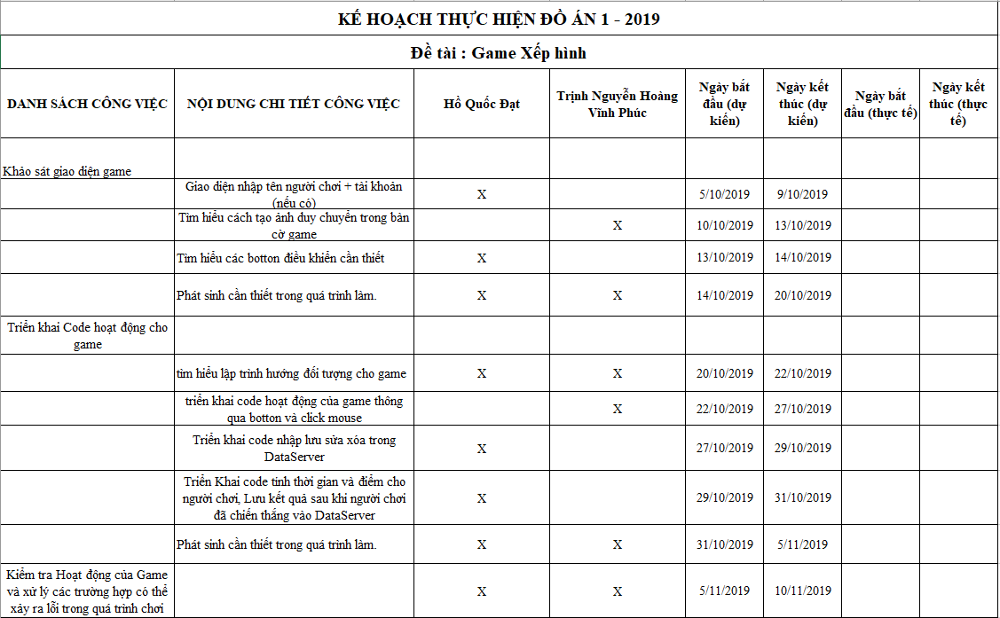 KẾ HOẠCH THỰC HIỆN ĐỒ ÁN 1 - 2019
Đề tài : Game Xếp hình
DANH SÁCH CÔNG VIỆC
NỘI DUNG CHI TIẾT CÔNG VIỆC
Hồ Quốc Đạt
Trịnh Nguyễn Hoàng
Vĩnh Phúc
Ngày bắt
đầu (dự
kiến)
Ngày kết
thúc (dự
kiến)
Ngày bắt
đầu (thực tế)
Ngày kết
thúc (thực
tế)
Khảo sát giao diện game
Giao diện nhập tên người chơi + tài khoản
(nếu có)
X
5/10/2019
9/10/2019
Tìm hiểu cách tạo ảnh duy chuyển trong bàn
cờ game
X
10/10/2019
13/10/2019
Tìm hiểu các botton điều khiển cần thiết
X
13/10/2019
14/10/2019
Phát sinh cần thiết trong quá trình làm.
X
X
14/10/2019
20/10/2019
Triển khai Code hoạt động cho
game
tìm hiểu lập trình hướng đối tượng cho game
X
X
20/10/2019
22/10/2019
triển khai code hoạt động của game thông
qua botton và click mouse
X
22/10/2019
27/10/2019
Triển khai code nhập lưu sửa xóa trong
DataServer
X
27/10/2019
29/10/2019
Triển Khai code tính thời gian và điểm cho
người chơi, Lưu kết quả sau khi người chơi
đã chiến thắng vào DataServer
X
29/10/2019
31/10/2019
Phát sinh cần thiết trong quá trình làm.
X
X
31/10/2019
5/11/2019
Kiểm tra Hoạt động của Game
và xử lý các trường hợp có thể
xảy ra lỗi trong quá trình chơi
X
X
5/11/2019
10/11/2019